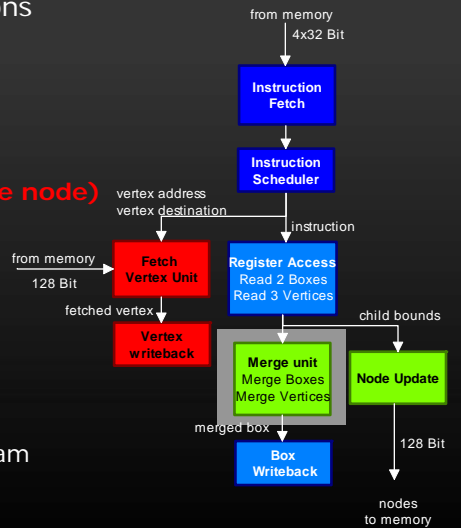 ons
from memory
4x32 Bit
Instruction
Fetch
Instruction
Scheduler
e node)
vertex address
vertex destination
instruction
from memory
128 Bit
Fetch
Vertex Unit
Register Access
Read 2 Boxes
Read 3 Vertices
fetched vertex
child bounds
Vertex
writeback
Merge unit
Merge Boxes
Merge Vertices
Node Update
merged box
128 Bit
am
Box
Writeback
nodes
to memory